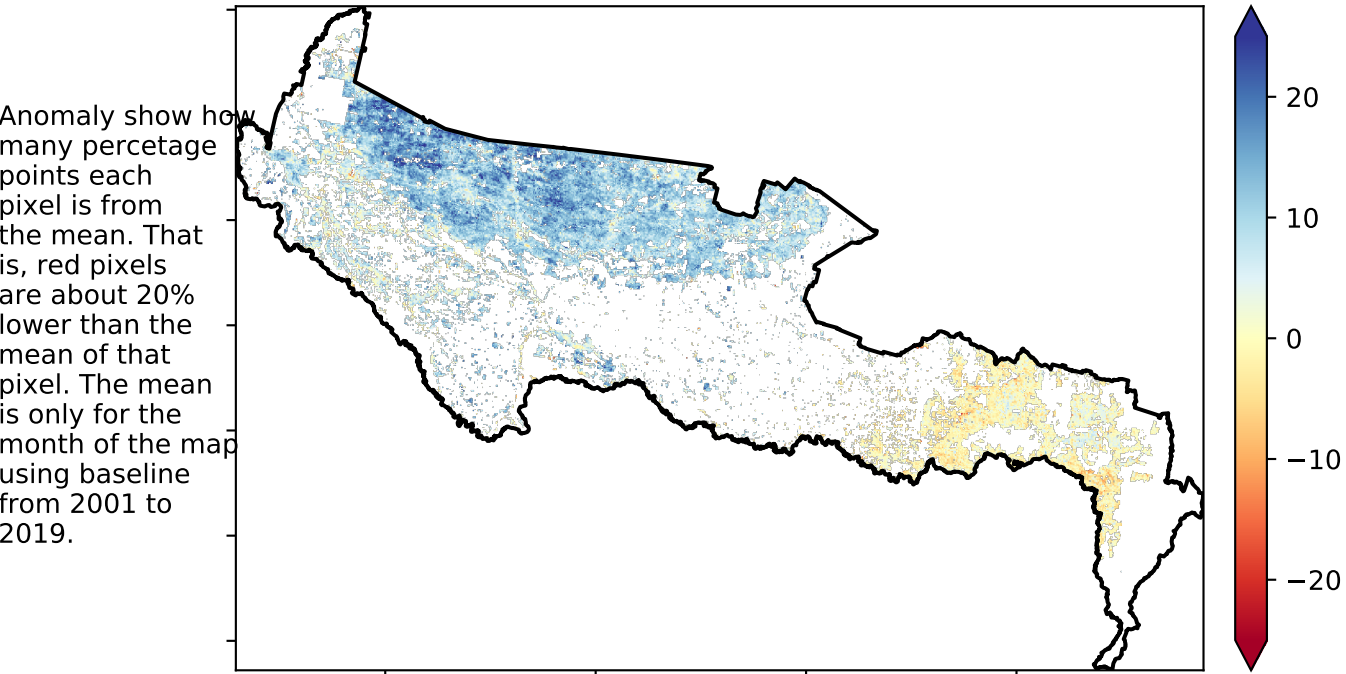 Anomaly show how
many percetage
points each
pixel is from
the mean. That
is, red pixels
are about 20%
lower than the
mean of that
pixel. The mean
is only for the
month of the map
using baseline
from 2001 to
2019.
20
10
0
−10
−20